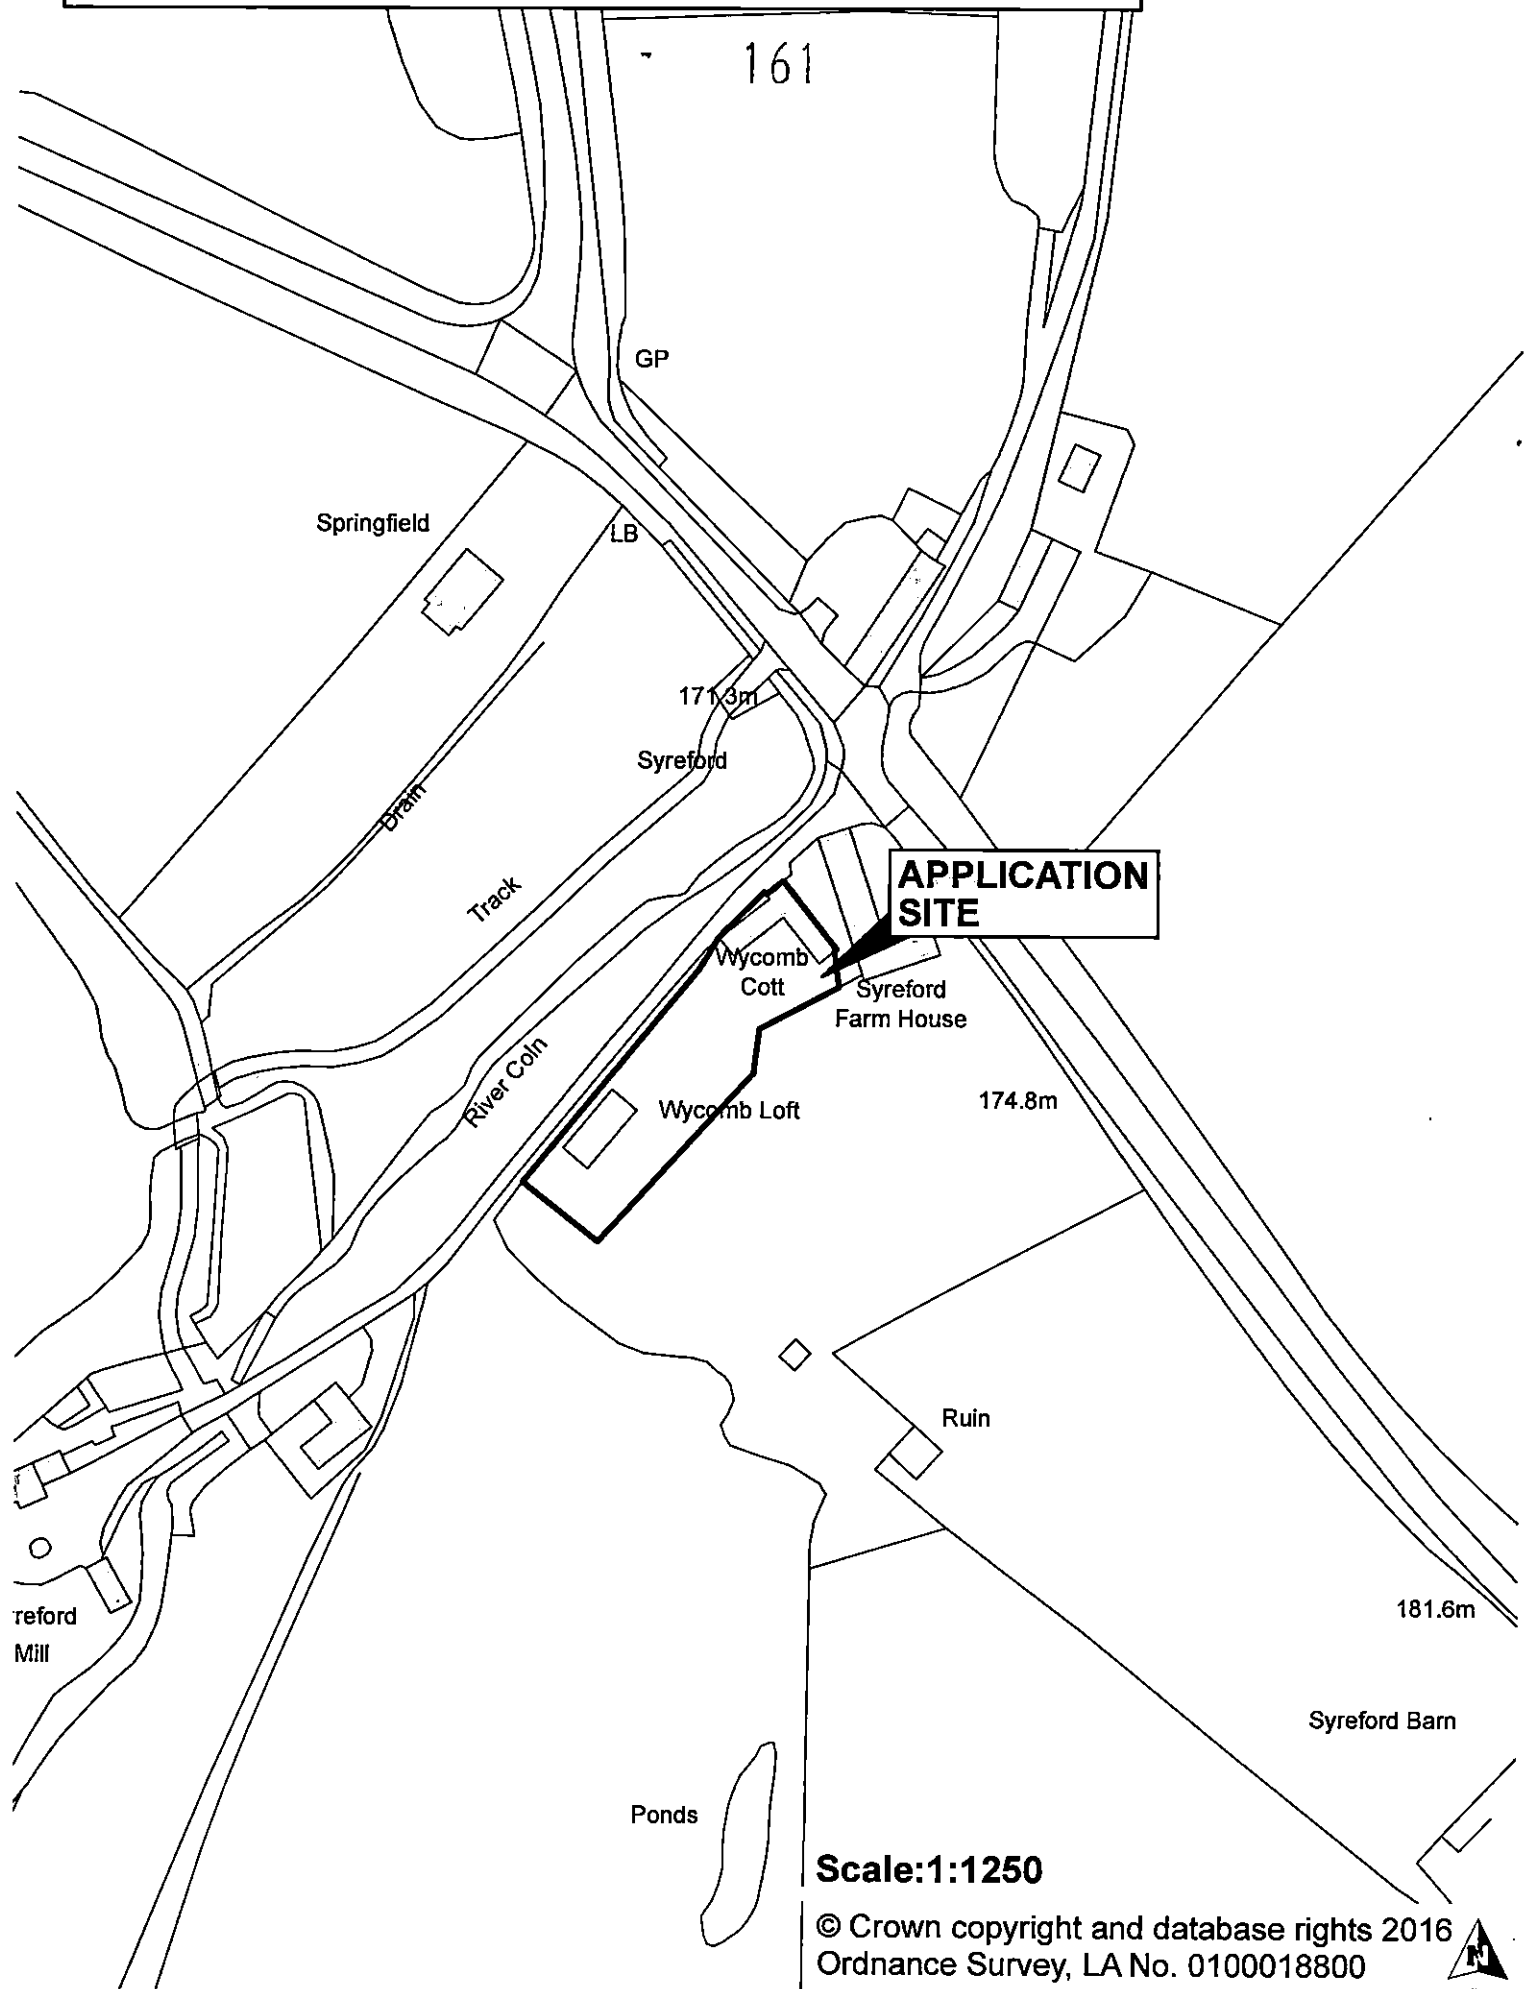 161
GP
Springfield
LB
171.3m
Syreford
Drain
Track
APPLICATION
SITE
Wycomb
Cott
Syreford
Farm House
River Coln
Wycomb Loft
174.8m
Ruin
reford
Mill
181.6m
Syreford Barn
Ponds
Scale:1:1250
© Crown copyright and database rights 2016
Ordnance Survey, LA No. 0100018800
N